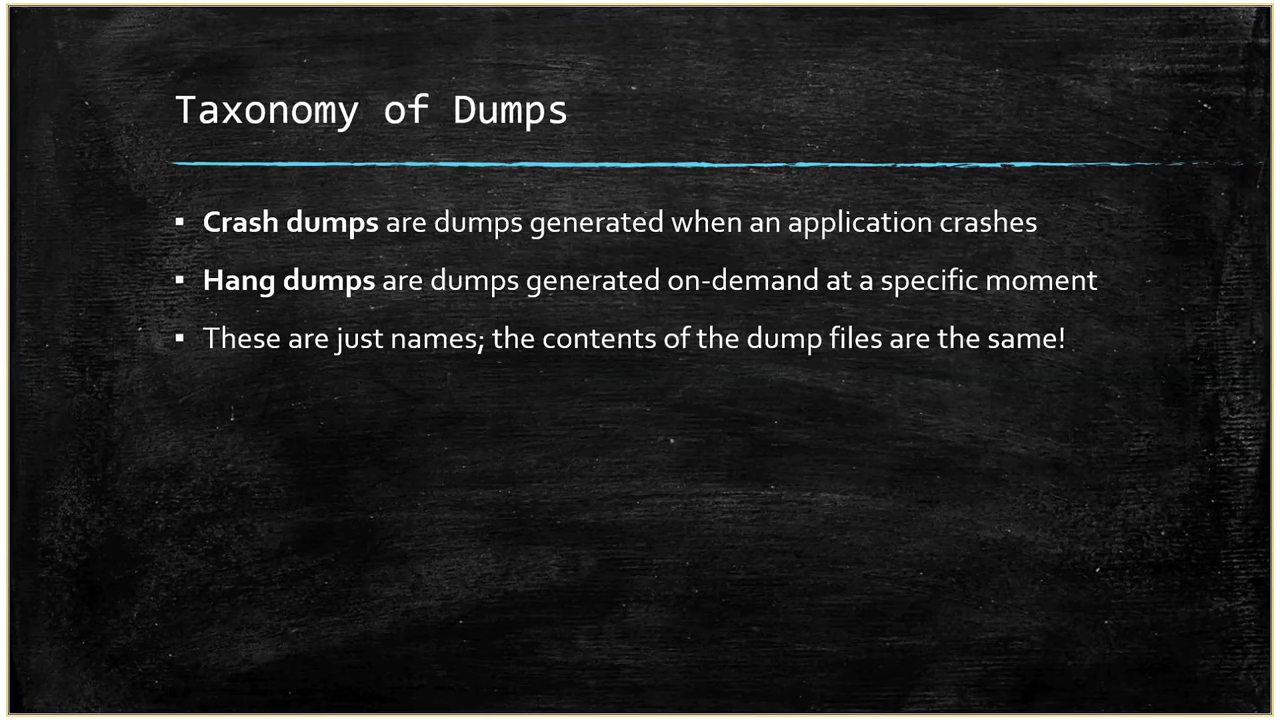 Taxonomy of Dumps
▪ Crash dumps are dumps generated when an application crashes
▪ Hang dumps are dumps generated on-demand at a specific moment
▪ These are just names; the contents of the dump files are the same!